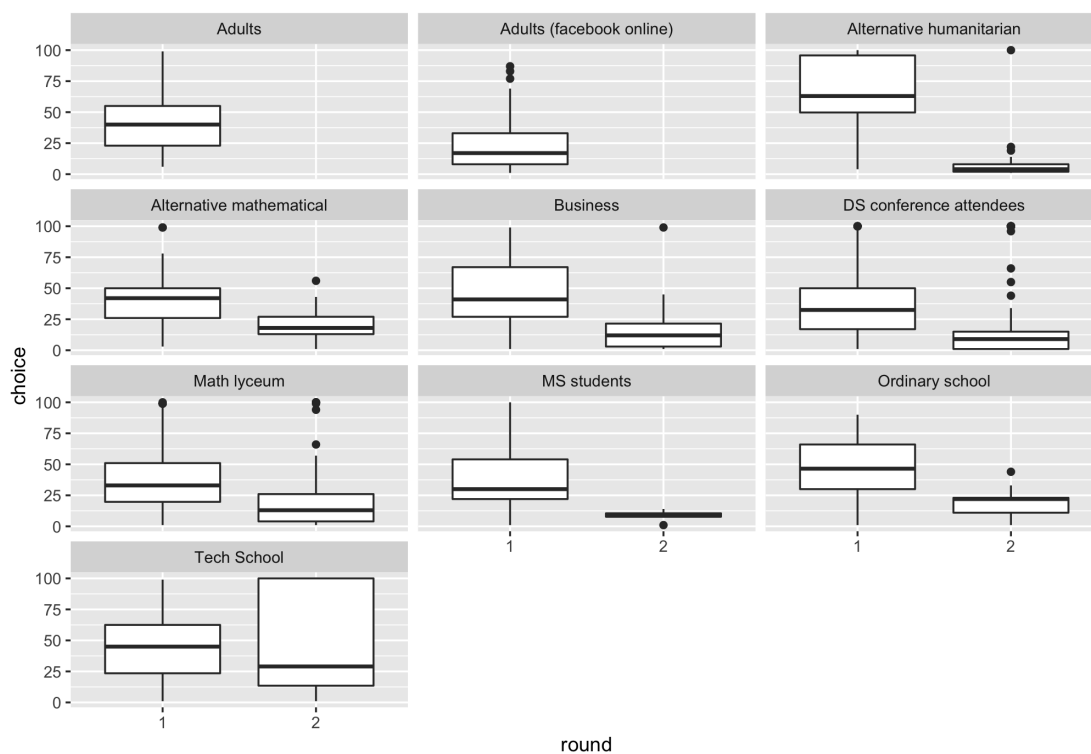 Adults
Adults (facebook online)
Alternative humanitarian
100
75
50
25
0
Alternative mathematical
Business
DS conference attendees
100
75
50
25
0
choice
Math lyceum
MS students
Ordinary school
100
75
50
25
0
1
2
1
2
Tech School
100
75
50
25
0
1
2
round